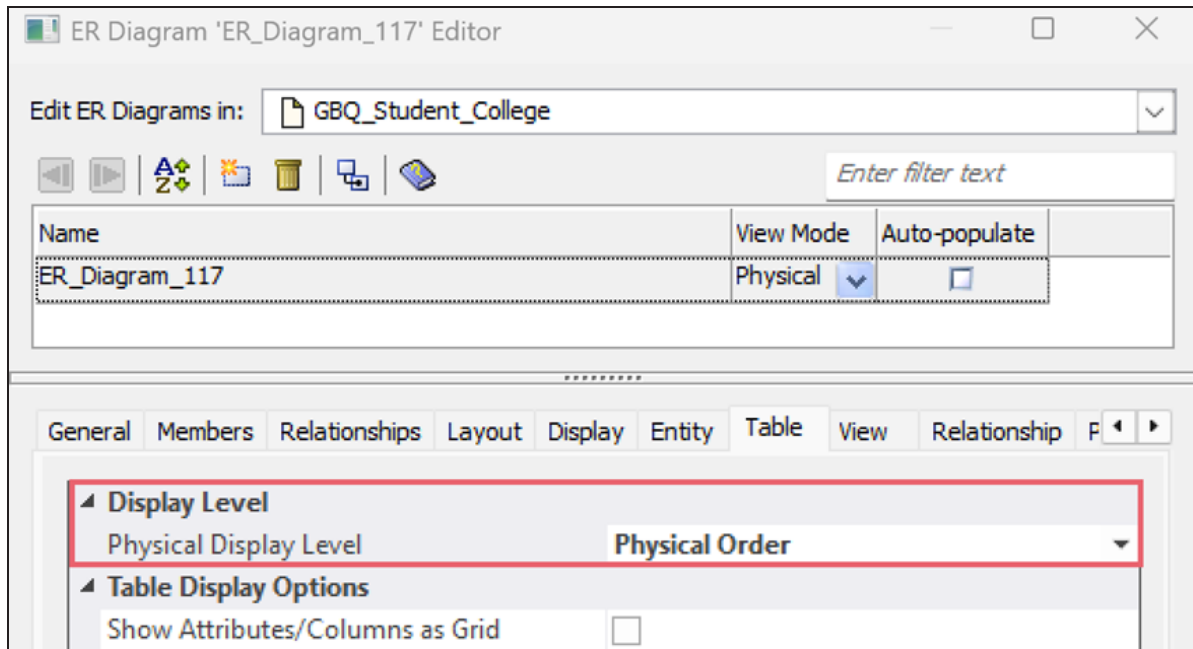 ER Diagram 'ER_Diagram_117' Editor
Edit ER Diagrams in: GBQ_Student_College
Enter filter text
Name View Mode Auto-populate
ER_Diagram_117 Physical
General Members Relationships Layout Display Entity Table View Relationship
Display Level
Physical Display Level Physical Order
Table Display Options
Show Attributes/Columns as Grid